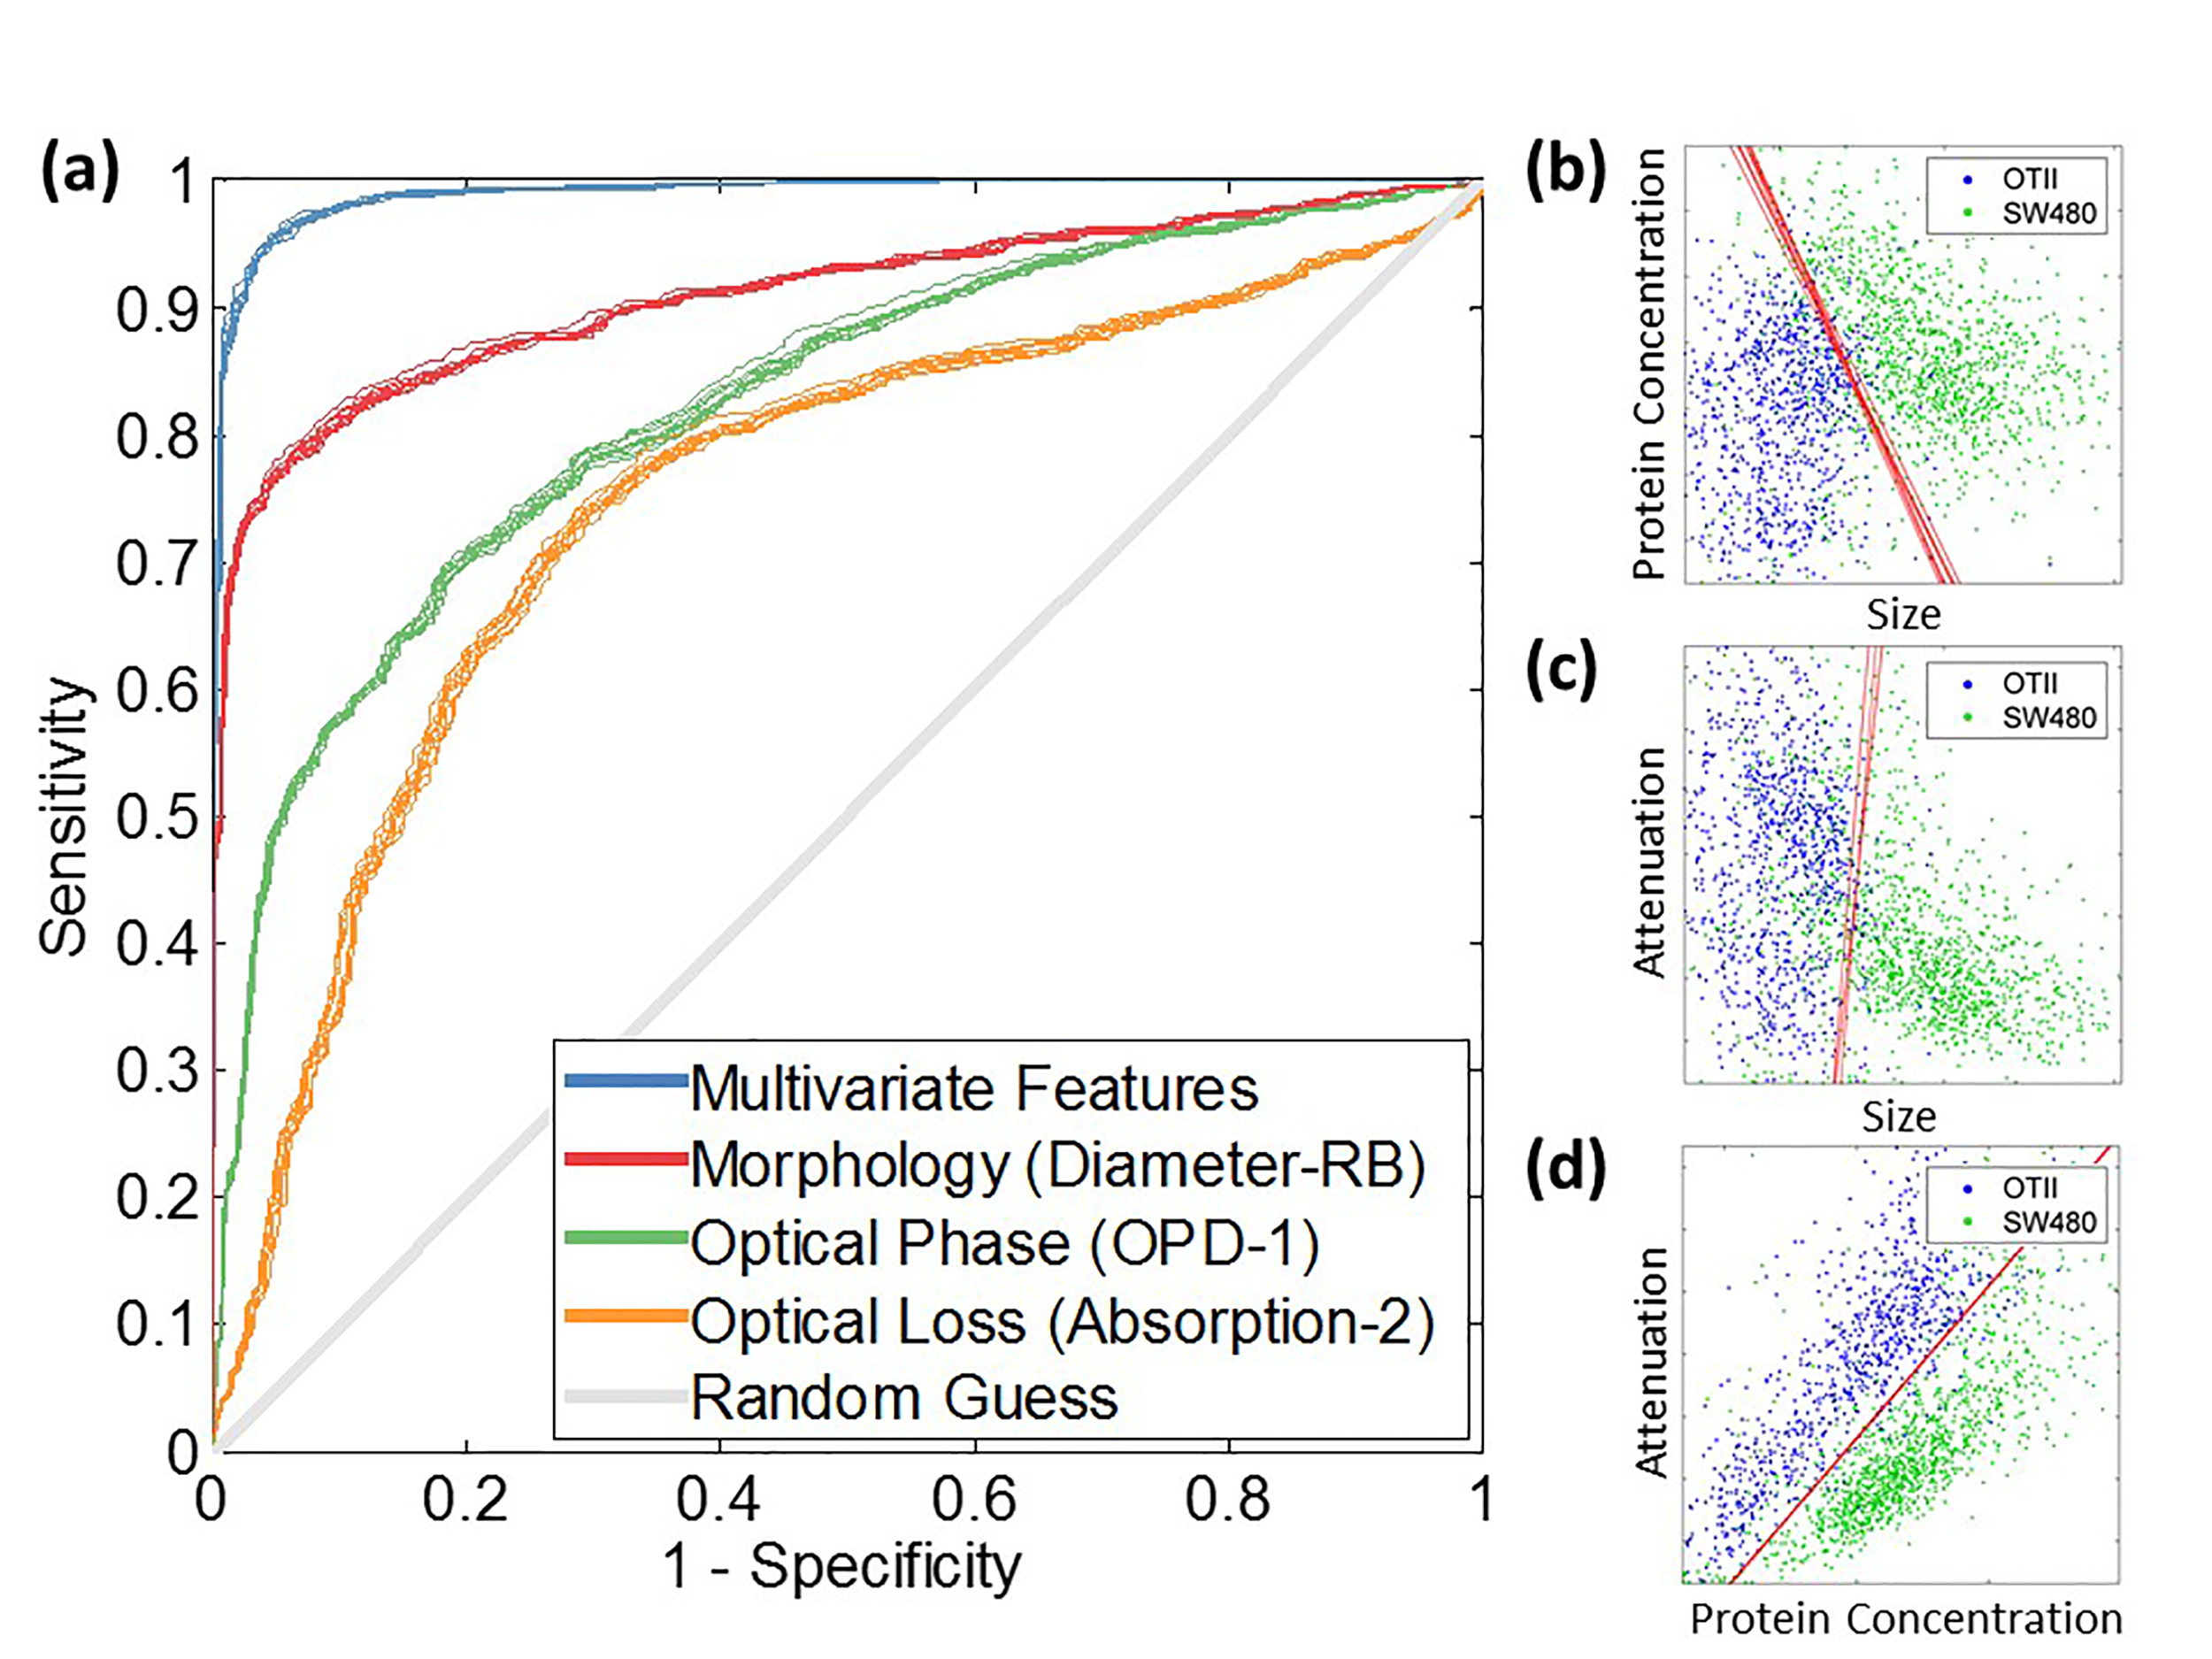 (a)
1
0.9
0.8
0.7
0.6
0.5
0.4
0.3
0.2
0.1
0
Sensitivity
0 0.2 0.4 0.6 0.8 1
1 - Specificity
Multivariate Features
Morphology (Diameter-RB)
Optical Phase (OPD-1)
Optical Loss (Absorption-2)
Random Guess
(b)
Protein Concentration
OTII
SW480
Size
(c)
Attenuation
OTII
SW480
Size
(d)
Attenuation
OTII
SW480
Protein Concentration